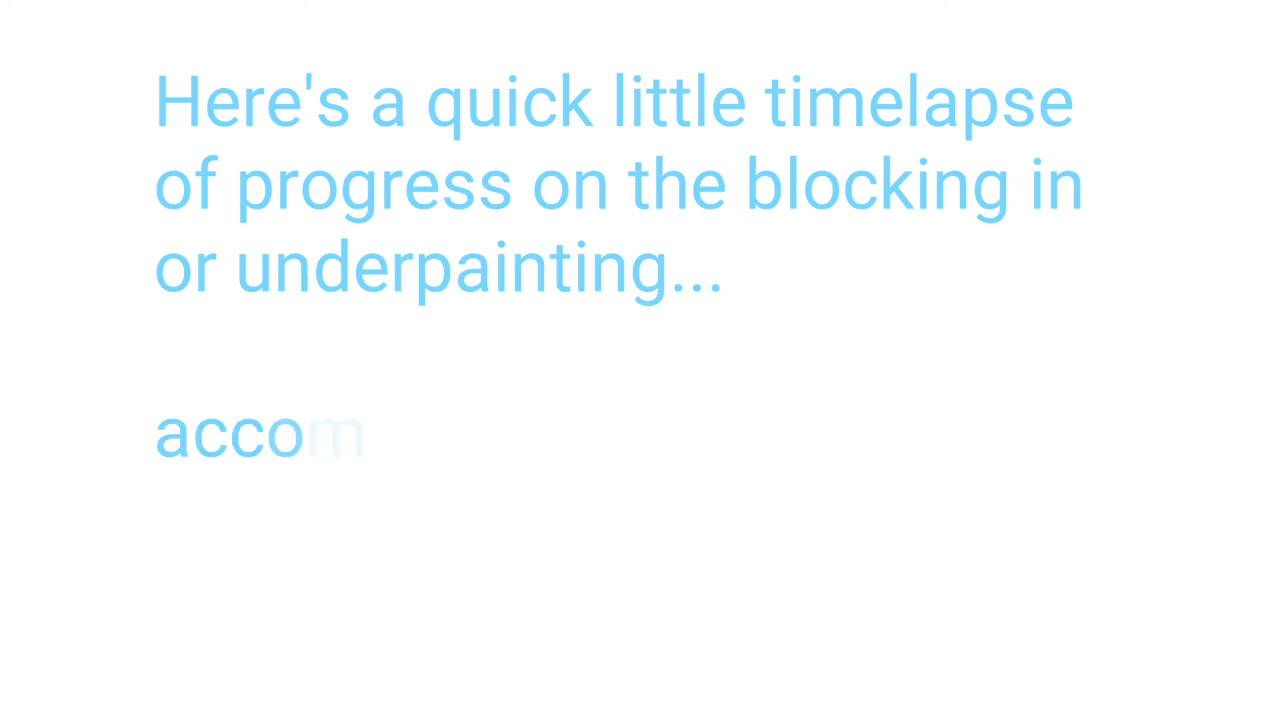 Here's a quick little timelapse
of progress on the blocking in
or underpainting...
accom